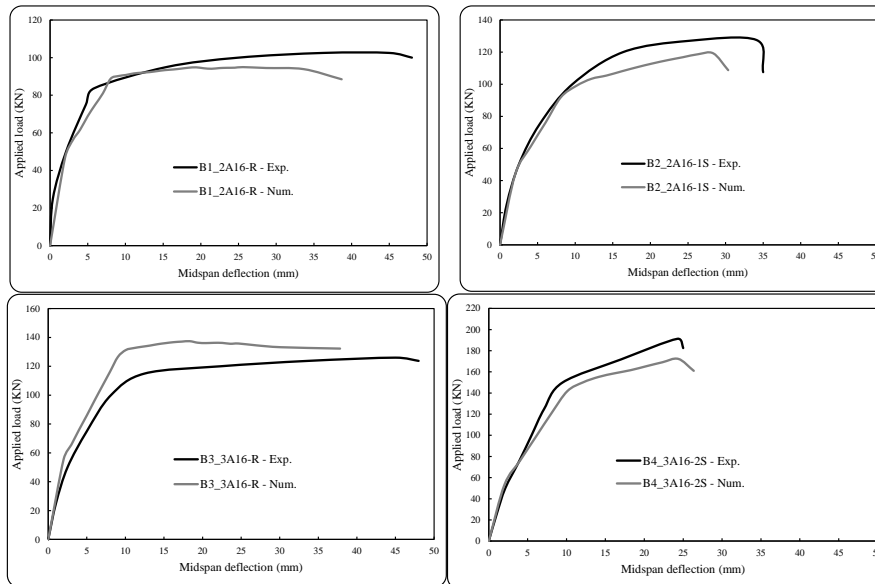 120
100
80
60
40
20
0
Applied load (KN)
B1_2A16-R - Exp.
B1_2A16-R - Num.
0 5 10 15 20 25 30 35 40 45 50
Midspan deflection (mm)
140
120
100
80
60
40
20
0
Applied load (KN)
B2_2A16-1S - Exp.
B2_2A16-1S - Num.
0 5 10 15 20 25 30 35 40 45 50
Midspan deflection (mm)
160
140
120
100
80
60
40
20
0
Applied load (KN)
B3_3A16-R - Exp.
B3_3A16-R - Num.
0 5 10 15 20 25 30 35 40 45 50
Midspan deflection (mm)
220
200
180
160
140
120
100
80
60
40
20
0
Applied load (KN)
B4_3A16-2S - Exp.
B4_3A16-2S - Num.
0 5 10 15 20 25 30 35 40 45 50
Midspan deflection (mm)